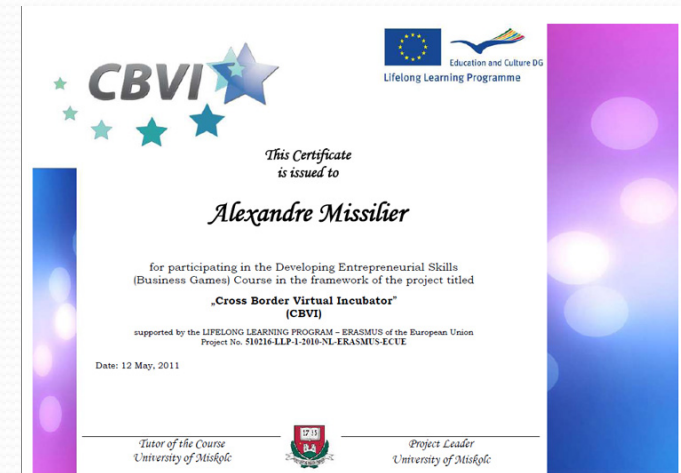 CBVI
Education and Culture DG
Lifelong Learning Programme
This Certificate
is issued to
Alexandre Missilier
for participating in the Developing Entrepreneurial Skills
(Business Games) Course in the framework of the project titled
„Cross Border Virtual Incubator”
(CBVI)
supported by the LIFELONG LEARNING PROGRAM – ERASMUS of the European Union
Project No. 510216-LLP-1-2010-NL-ERASMUS-ECUE
Date: 12 May, 2011
17 35
Tutor of the Course
University of Miskolc
Project Leader
University of Miskolc